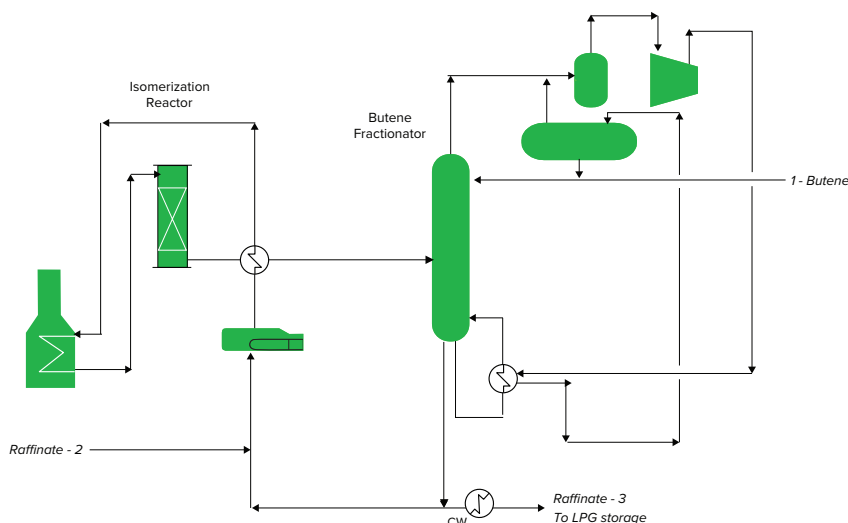 Isomerization
Reactor
Butene
Fractionator
1 - Butene
Raffinate - 2
CW
Raffinate - 3
To LPG storage